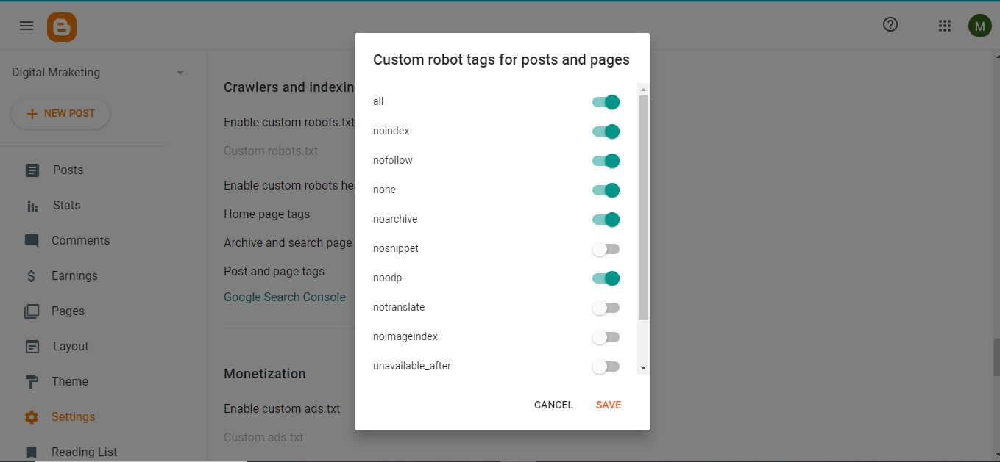 M
Digital Mraketing
NEW POST
Posts
Stats
Comments
Earnings
Pages
Layout
Theme
Settings
Reading List
Crawlers and indexin
Enable custom robots.txt
Custom robots.txt
Enable custom robots hea
Home page tags
Archive and search page
Post and page tags
Google Search Console
Monetization
Enable custom ads.txt
Custom ads.txt
Custom robot tags for posts and pages
all
noindex
nofollow
none
noarchive
nosnippet
noodp
notranslate
noimageindex
unavailable_after
CANCEL SAVE